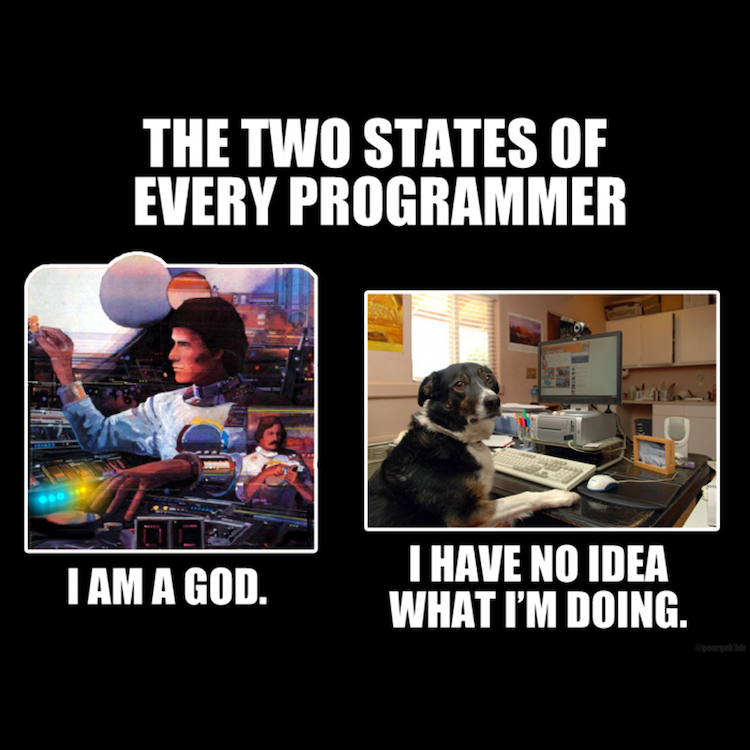 THE TWO STATES OF
EVERY PROGRAMMER
I AM A GOD.
I HAVE NO IDEA
WHAT I'M DOING.